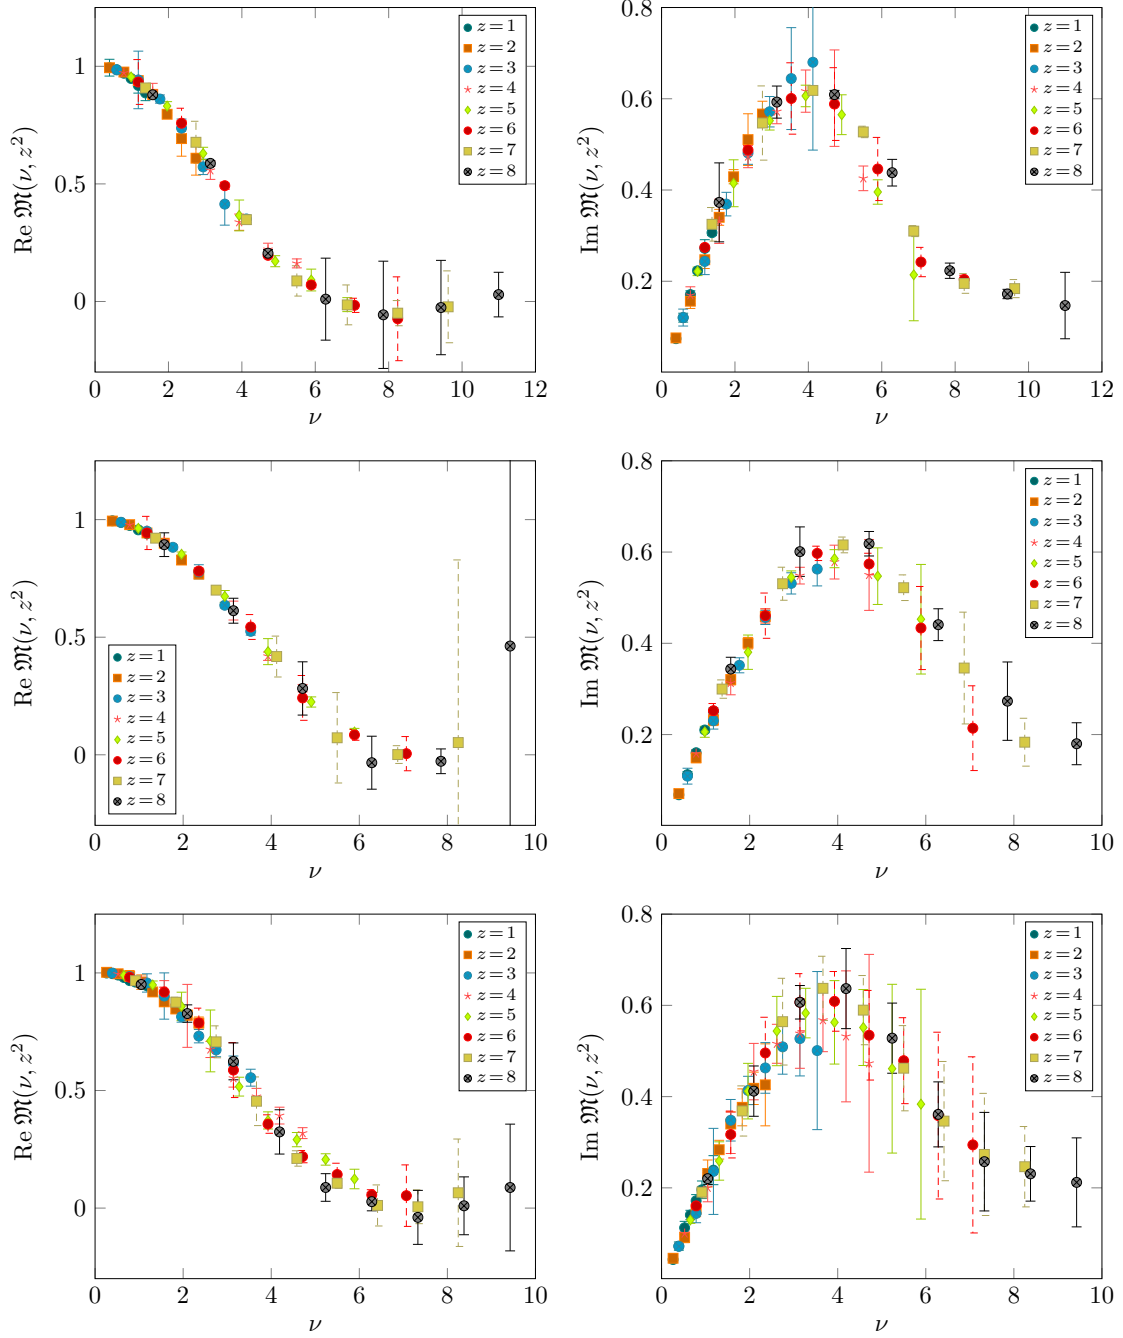 1
0.5
0
0 2 4 6 8 10 12
ν
Re 𝔐(ν, z²)
z = 1
z = 2
z = 3
z = 4
z = 5
z = 6
z = 7
z = 8
0.8
0.6
0.4
0.2
0 2 4 6 8 10 12
ν
Im 𝔐(ν, z²)
z = 1
z = 2
z = 3
z = 4
z = 5
z = 6
z = 7
z = 8
1
0.5
0
0 2 4 6 8 10
ν
Re 𝔐(ν, z²)
z = 1
z = 2
z = 3
z = 4
z = 5
z = 6
z = 7
z = 8
0.8
0.6
0.4
0.2
0 2 4 6 8 10
ν
Im 𝔐(ν, z²)
z = 1
z = 2
z = 3
z = 4
z = 5
z = 6
z = 7
z = 8
1
0.5
0
0 2 4 6 8 10
ν
Re 𝔐(ν, z²)
z = 1
z = 2
z = 3
z = 4
z = 5
z = 6
z = 7
z = 8
0.8
0.6
0.4
0.2
0 2 4 6 8 10
ν
Im 𝔐(ν, z²)
z = 1
z = 2
z = 3
z = 4
z = 5
z = 6
z = 7
z = 8